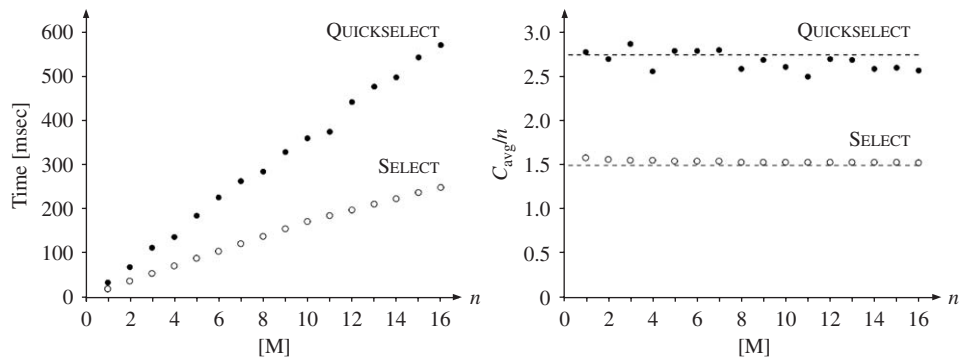 600
500
400
300
200
100
0
Time [msec]
QUICKSELECT
SELECT
0 2 4 6 8 10 12 14 16 n
[M]
3.0
2.5
2.0
1.5
1.0
0.5
0
Cavg/n
QUICKSELECT
SELECT
0 2 4 6 8 10 12 14 16 n
[M]